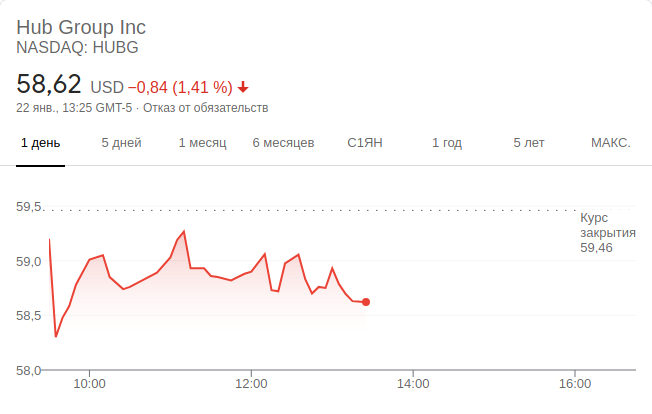 Hub Group Inc
NASDAQ: HUBG
58,62 USD −0,84 (1,41 %)
22 янв., 13:25 GMT-5 · Отказ от обязательств
1 день 5 дней 1 месяц 6 месяцев С1ЯН 1 год 5 лет МАКС.
59,5
Курс
закрытия
59,46
59,0
58,5
58,0
10:00 12:00 14:00 16:00